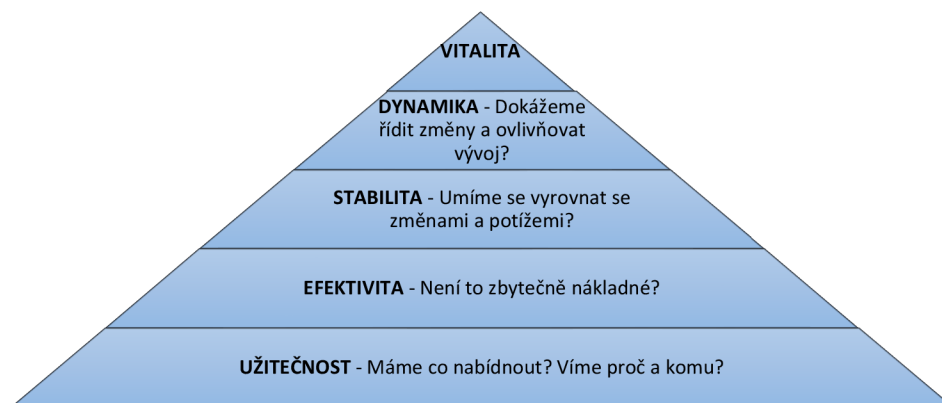 VITALITA
DYNAMIKA - Dokážeme
řídit změny a ovlivňovat
vývoj?
STABILITA - Umíme se vyrovnat se
změnami a potížemi?
EFEKTIVITA - Není to zbytečně nákladné?
UŽITEČNOST - Máme co nabídnout? Víme proč a komu?